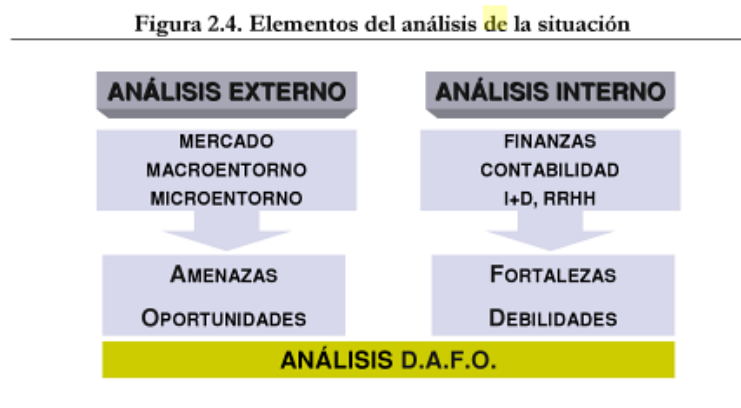 Figura 2.4. Elementos del análisis de la situación
ANÁLISIS EXTERNO
MERCADO
MACROENTORNO
MICROENTORNO
AMENAZAS
OPORTUNIDADES
ANÁLISIS INTERNO
FINANZAS
CONTABILIDAD
I+D, RRHH
FORTALEZAS
DEBILIDADES
ANÁLISIS D.A.F.O.